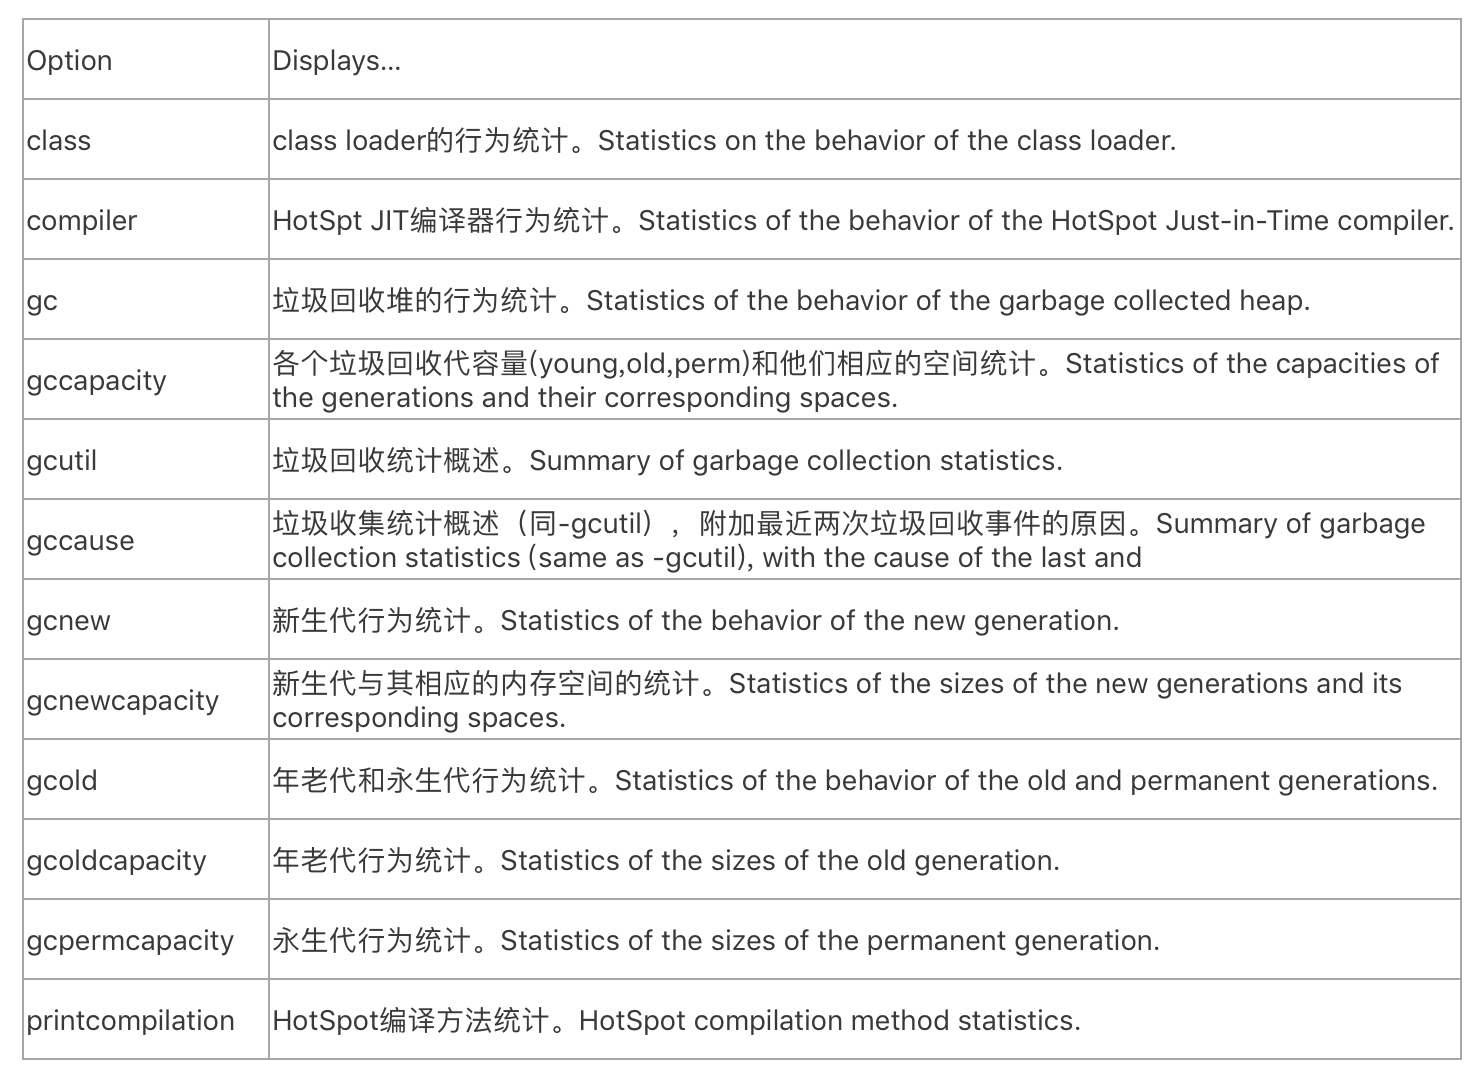 Option
Displays...
class
class loader的行为统计。Statistics on the behavior of the class loader.
compiler
HotSpt JIT编译器行为统计。Statistics of the behavior of the HotSpot Just-in-Time compiler.
gc
垃圾回收堆的行为统计。Statistics of the behavior of the garbage collected heap.
gccapacity
各个垃圾回收代容量(young,old,perm)和他们相应的空间统计。Statistics of the capacities of
the generations and their corresponding spaces.
gcutil
垃圾回收统计概述。Summary of garbage collection statistics.
gccause
垃圾收集统计概述（同-gcutil），附加最近两次垃圾回收事件的原因。Summary of garbage
collection statistics (same as -gcutil), with the cause of the last and
gcnew
新生代行为统计。Statistics of the behavior of the new generation.
gcnewcapacity
新生代与其相应的内存空间的统计。Statistics of the sizes of the new generations and its
corresponding spaces.
gcold
年老代和永生代行为统计。Statistics of the behavior of the old and permanent generations.
gcoldcapacity
年老代行为统计。Statistics of the sizes of the old generation.
gcpermcapacity
永生代行为统计。Statistics of the sizes of the permanent generation.
printcompilation
HotSpot编译方法统计。HotSpot compilation method statistics.